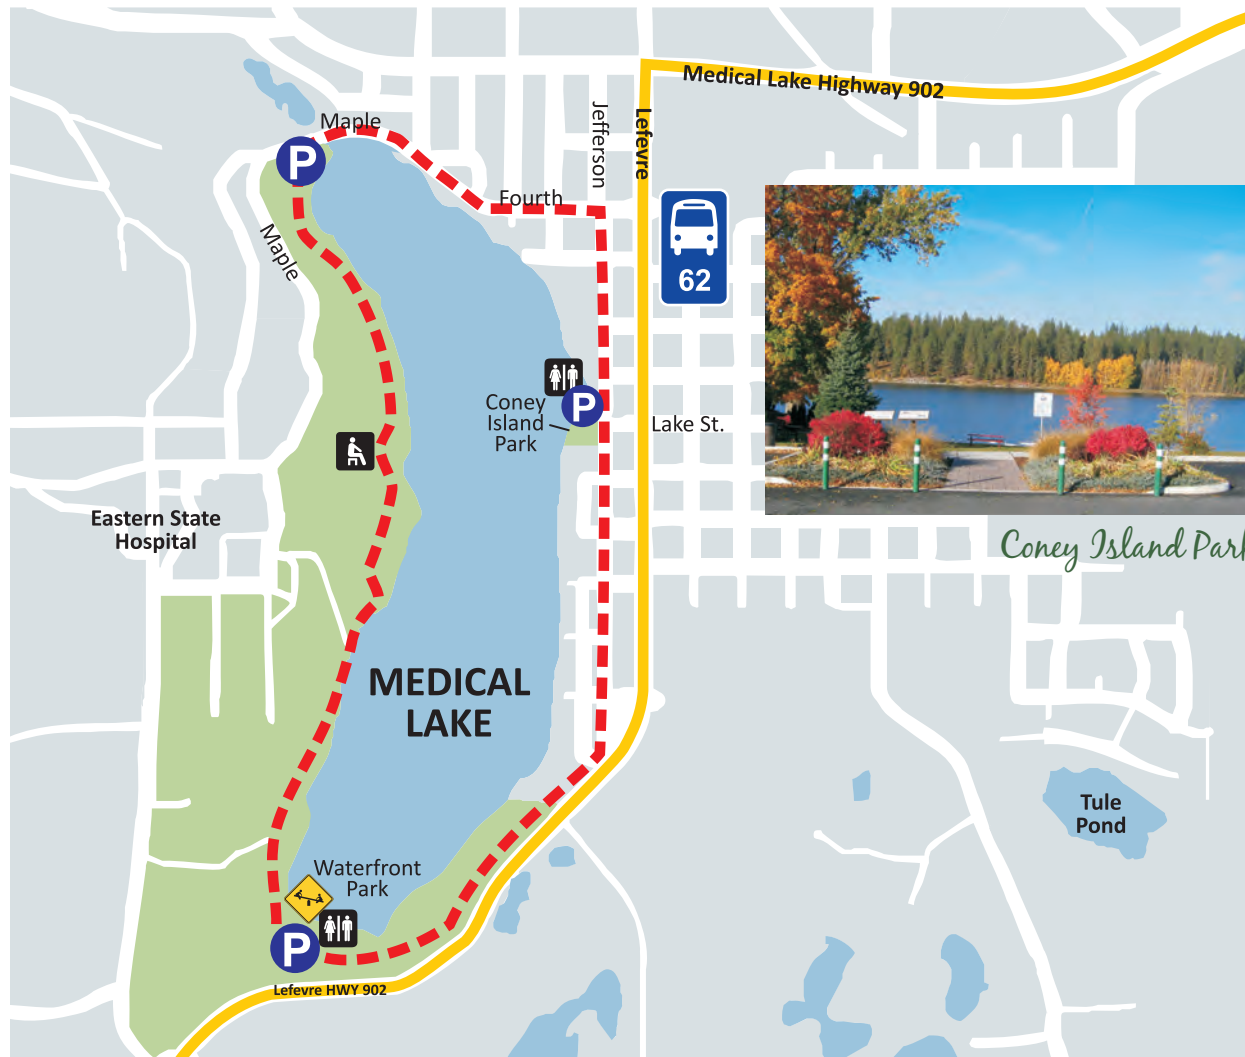 Medical Lake Highway 902
Maple
Jefferson
Lefevre
P
Fourth
Maple
62
Coney
Island
Park
P
Lake St.
Eastern State
Hospital
Coney Island Park
MEDICAL
LAKE
Tule
Pond
Waterfront
Park
P
Lefevre HWY 902